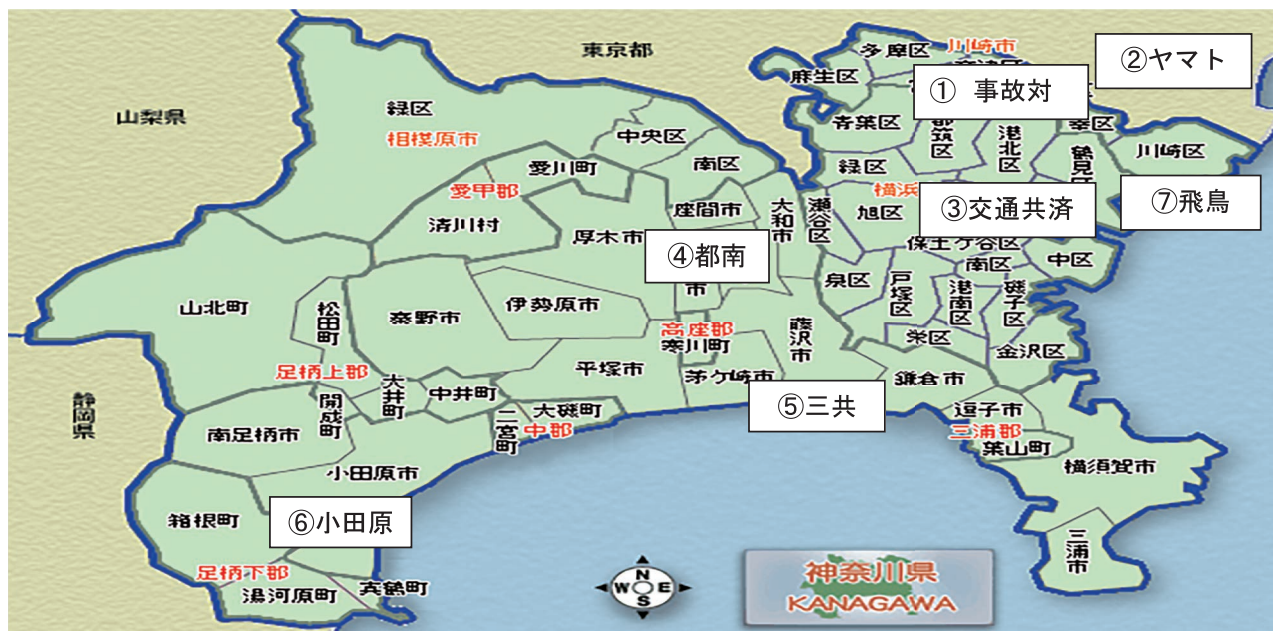 東京都
多摩区
川崎市
②ヤマト
麻生区
① 事故対
山梨県
緑区
相模原市
中央区
青葉区
都筑区
港北区
幸区
川崎区
鶴見区
愛川町
南区
緑区
愛甲郡
横浜
座間市
大和市
瀬谷区
旭区
③交通共済
⑦飛鳥
清川村
厚木市
保土ケ谷区
④都南
市
泉区
戸塚区
南区
中区
港南区
磯子区
山北町
松田町
秦野市
伊勢原市
高座郡
寒川町
藤沢市
栄区
金沢区
足柄上郡
開成町
大井町
中井町
平塚市
茅ケ崎市
鎌倉市
静岡県
⑤三共
南足柄市
二宮町
大磯町
中郡
逗子市
三浦郡
葉山町
小田原市
横須賀市
箱根町
⑥小田原
三浦市
足柄下郡
湯河原町
真鶴町
N
W E
S
神奈川県
KANAGAWA